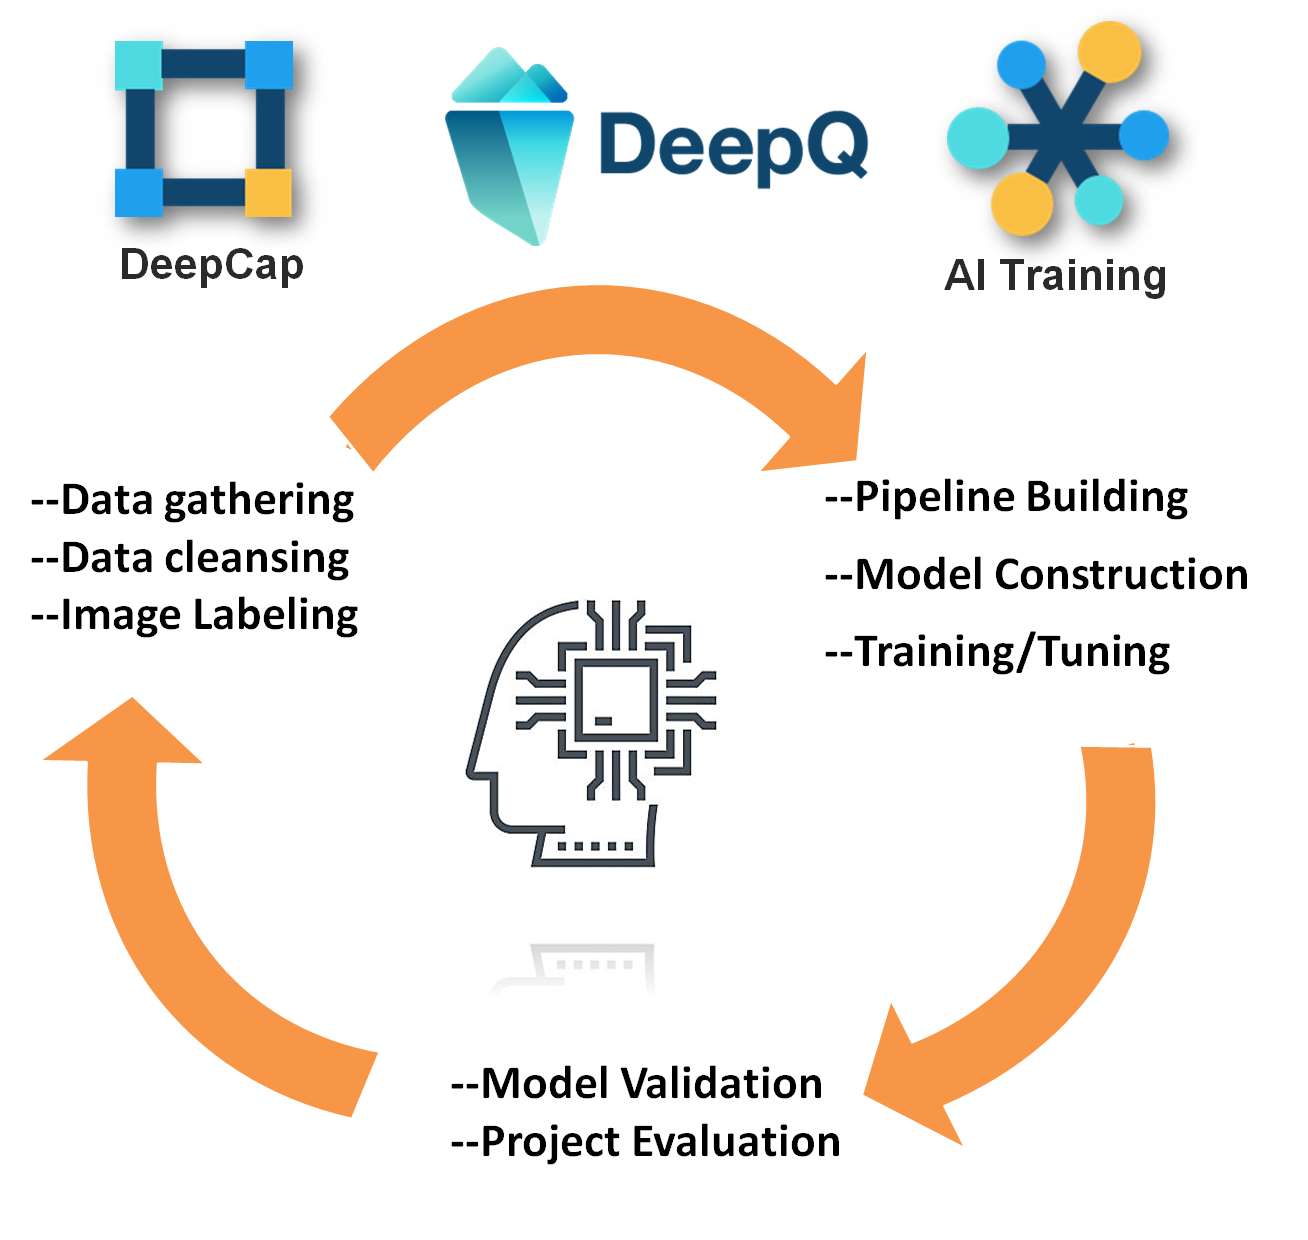 DeepCap
DeepQ
AI Training
--Data gathering
--Data cleansing
--Image Labeling
--Pipeline Building
--Model Construction
--Training/Tuning
--Model Validation
--Project Evaluation